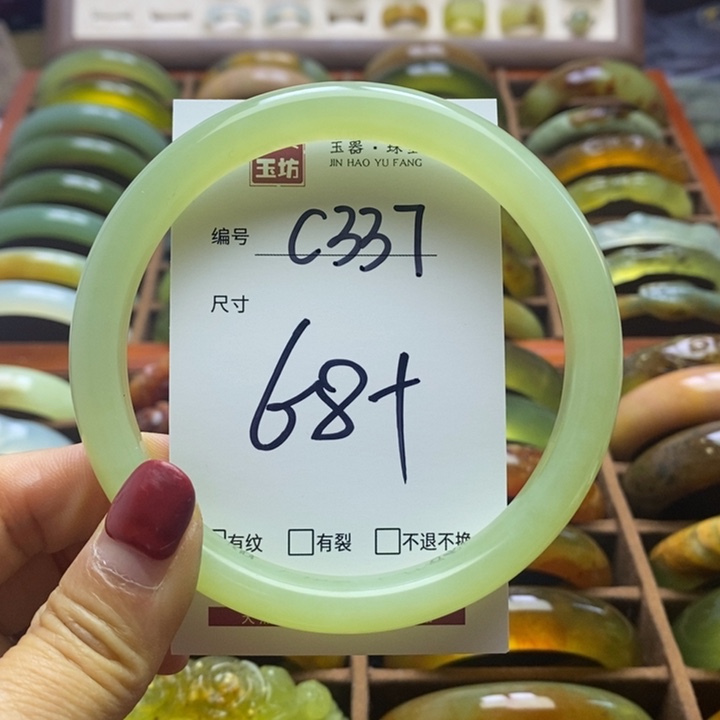 玉坊
玉器·珠
JIN HAO YU FANG
编号 C337
尺寸
68+
有纹 □有裂 □不退不换